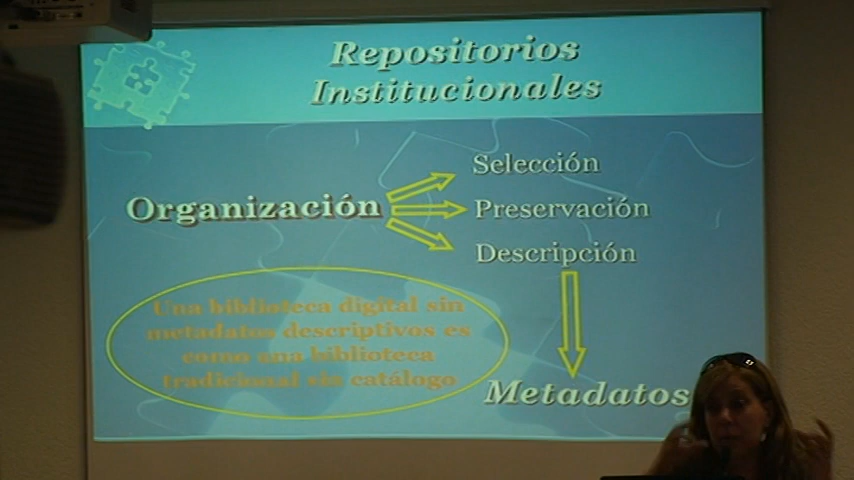 Repositorios
Institucionales
Organización
Selección
Preservación
Descripción
Una biblioteca digital sin
metadatos descriptivos es
como una biblioteca
tradicional sin catálogo
Metadatos